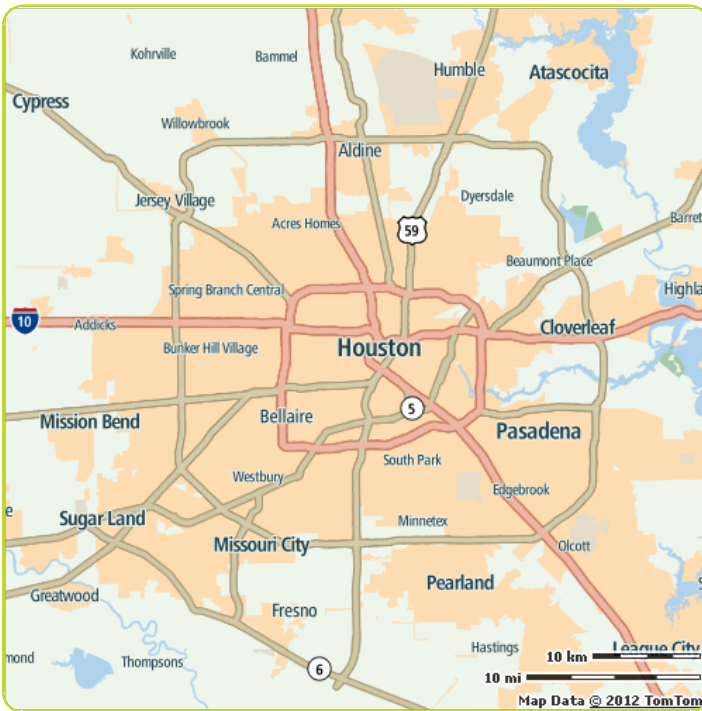 Kohrville
Bammel
Humble
Atascocita
Cypress
Willowbrook
Aldine
Jersey Village
Dyersdale
Acres Homes
59
Barret
Beaumont Place
Spring Branch Central
Highla
10
Addicks
Cloverleaf
Bunker Hill Village
Houston
Mission Bend
Bellaire
5
Pasadena
South Park
Westbury
Edgebrook
e
Sugar Land
Minnetex
Missouri City
Olcott
Pearland
S
Greatwood
Fresno
Hastings
League City
mond
Thompsons
6
10 km
10 mi
Map Data © 2012 TomTom